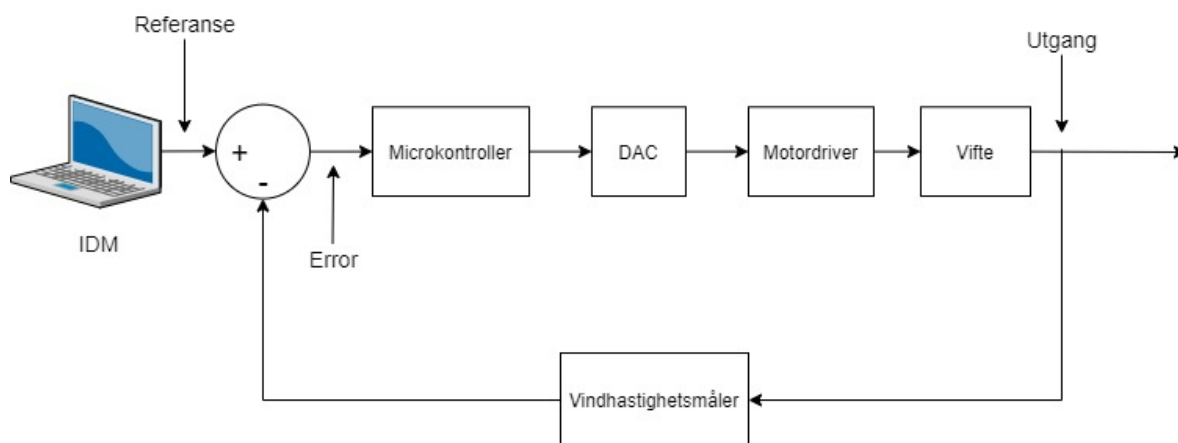 Referanse
Utgang
+
-
Microkontroller
DAC
Motordriver
Vifte
IDM
Error
Vindhastighetsmåler